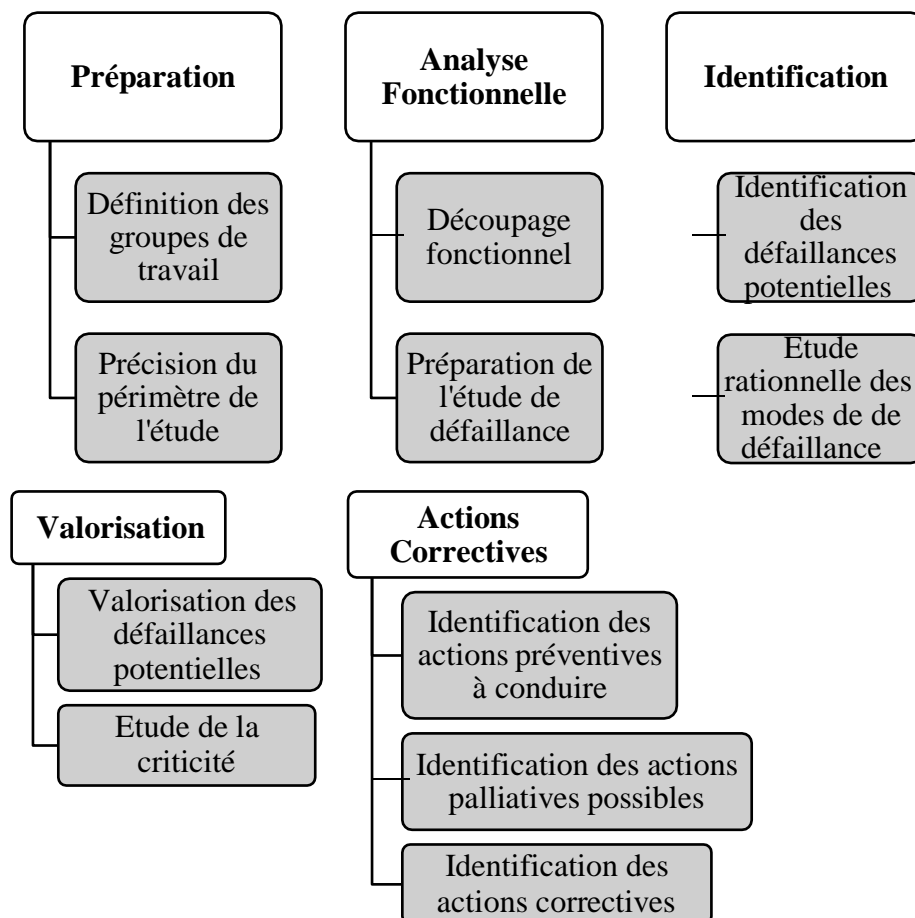 Préparation
Définition des
groupes de
travail
Précision du
périmètre de
l'étude
Analyse
Fonctionnelle
Découpage
fonctionnel
Préparation de
l'étude de
défaillance
Identification
Identification
des
défaillances
potentielles
Etude
rationnelle des
modes de de
défaillance
Valorisation
Valorisation des
défaillances
potentielles
Etude de la
criticité
Actions
Correctives
Identification des
actions préventives
à conduire
Identification des actions
palliatives possibles
Identification des
actions correctives